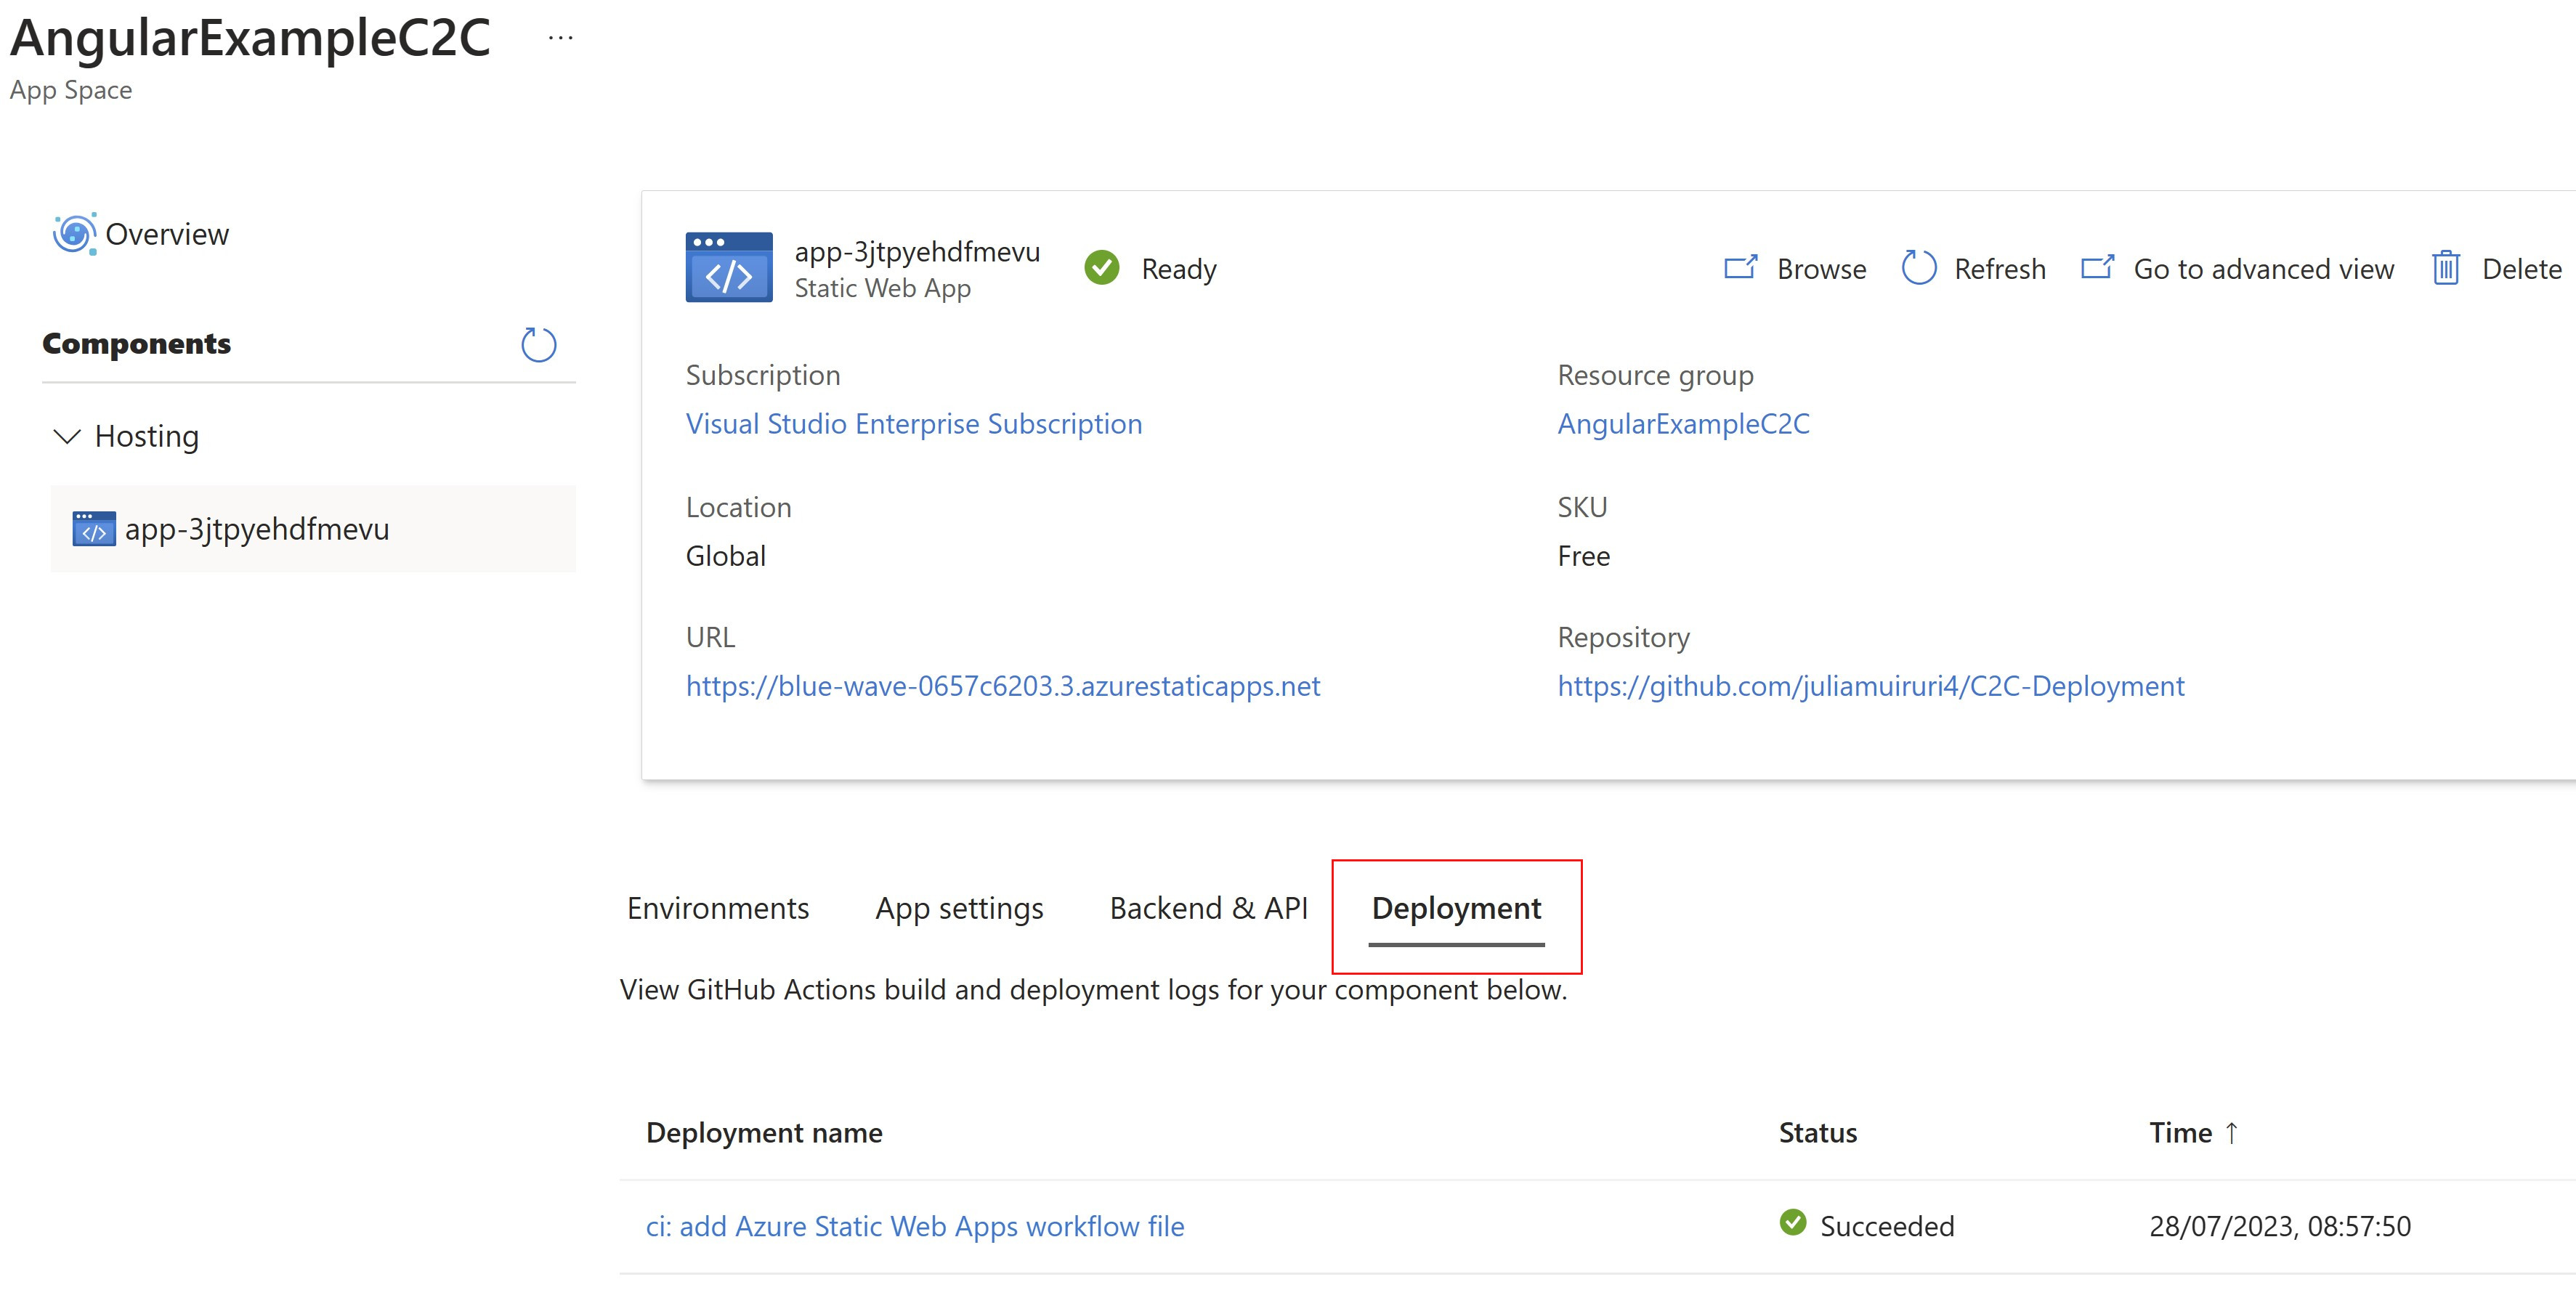 AngularExampleC2C ...
App Space
Overview
Components
Hosting
app-3jtpyehdfmevu
app-3jtpyehdfmevu
Static Web App
Ready
Browse
Refresh
Go to advanced view
Delete
Subscription
Visual Studio Enterprise Subscription
Resource group
AngularExampleC2C
Location
Global
SKU
Free
URL
https://blue-wave-0657c6203.3.azurestaticapps.net
Repository
https://github.com/juliamuiruri4/C2C-Deployment
Environments App settings Backend & API Deployment
View GitHub Actions build and deployment logs for your component below.
Deployment name Status Time ↑
ci: add Azure Static Web Apps workflow file Succeeded 28/07/2023, 08:57:50